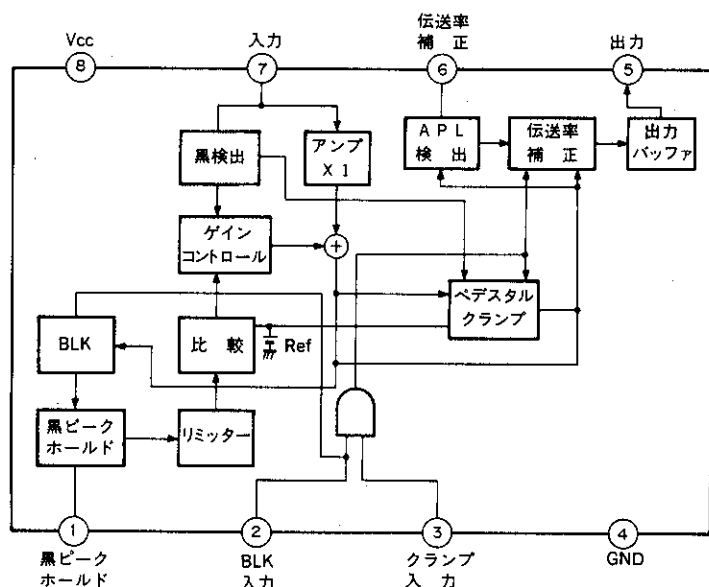 Vcc
入力
伝送率
補正
出力
8
7
6
5
黒検出
アンプ
X1
APL
検出
伝送率
補正
出力
バッファ
ゲイン
コントロール
+
ペデスタル
クランプ
BLK
比較
Ref
黒ピーク
ホールド
リミッター
1
2
3
4
黒ピーク
ホールド
BLK
入力
クランプ
入力
GND